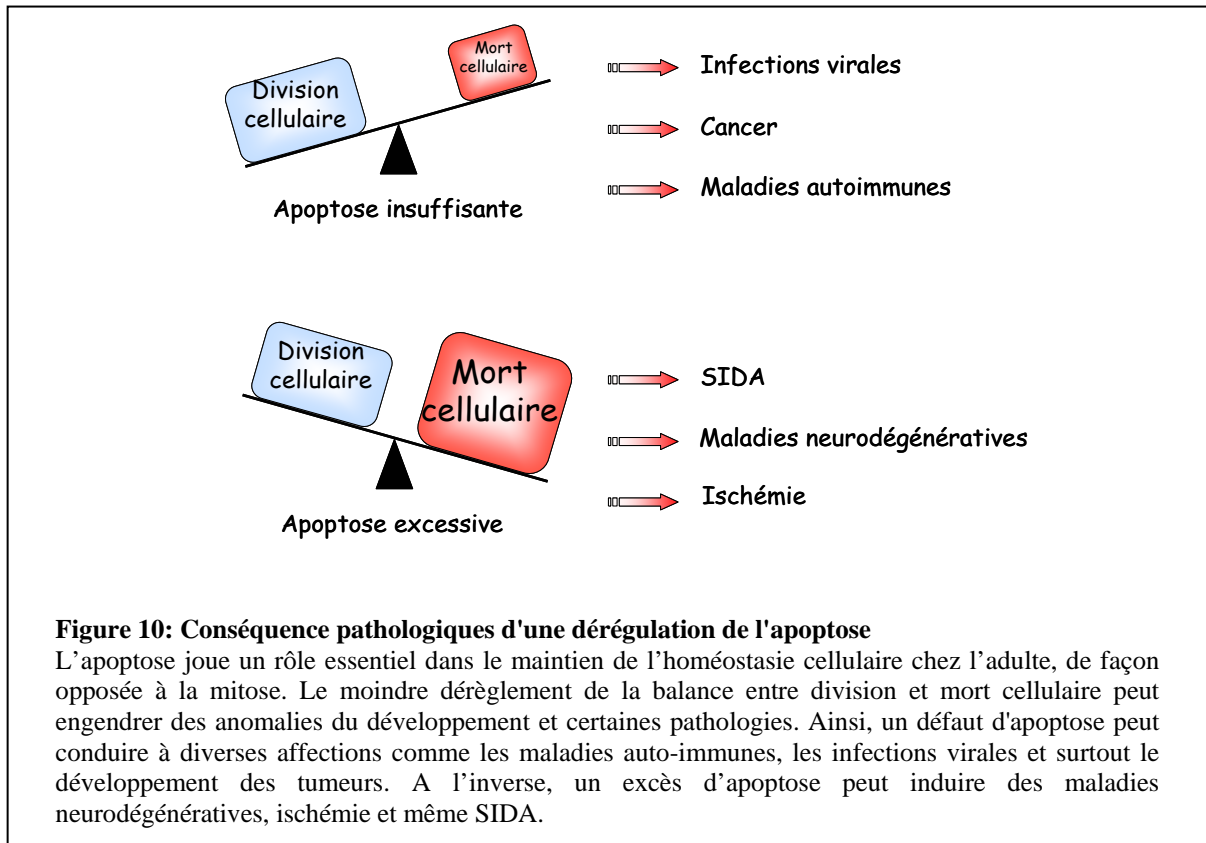 Mort
cellulaire
Division
cellulaire
Apoptose insuffisante
Infections virales
Cancer
Maladies autoimmunes
Division
cellulaire
Mort
cellulaire
Apoptose excessive
SIDA
Maladies neurodégénératives
Ischémie
Figure 10: Conséquence pathologiques d'une dérégulation de l'apoptose
L’apoptose joue un rôle essentiel dans le maintien de l’homéostasie cellulaire chez l’adulte, de façon
opposée à la mitose. Le moindre dérèglement de la balance entre division et mort cellulaire peut
engendrer des anomalies du développement et certaines pathologies. Ainsi, un défaut d'apoptose peut
conduire à diverses affections comme les maladies auto-immunes, les infections virales et surtout le
développement des tumeurs. A l’inverse, un excès d’apoptose peut induire des maladies
neurodégénératives, ischémie et même SIDA.